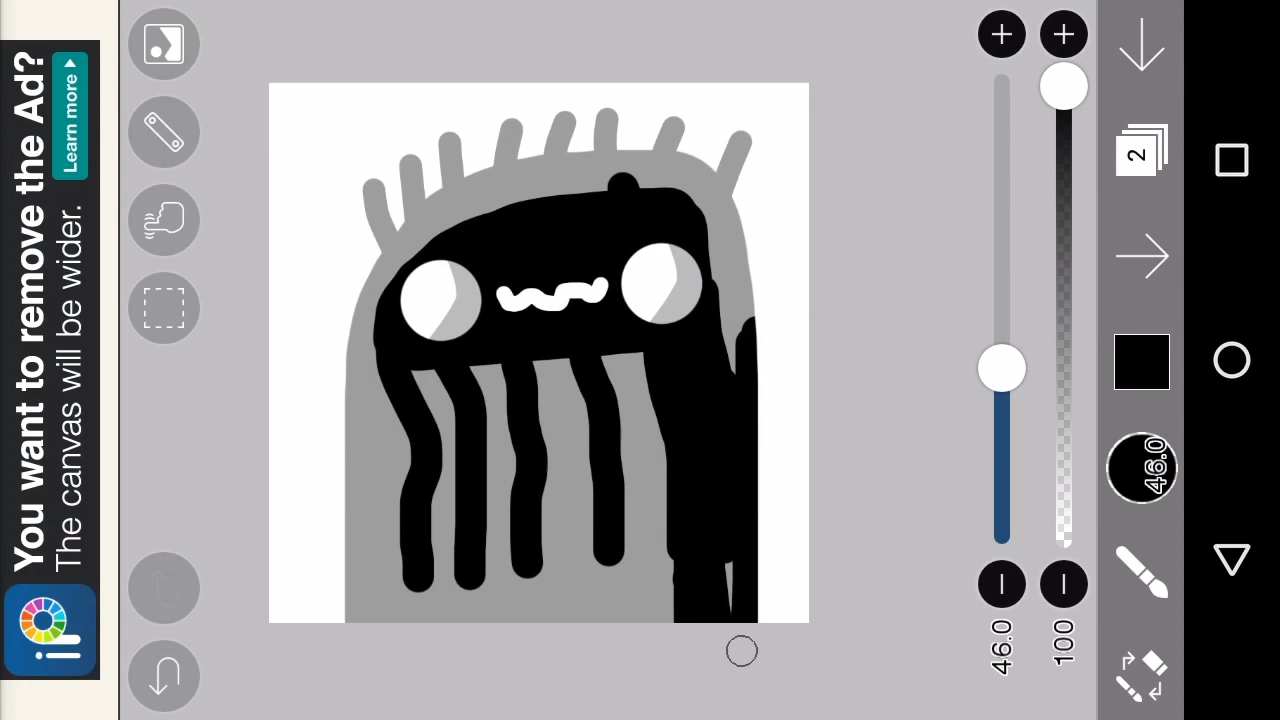 You want to remove the Ad?
The canvas will be wider.
Learn more
2
46.0
46.0
100